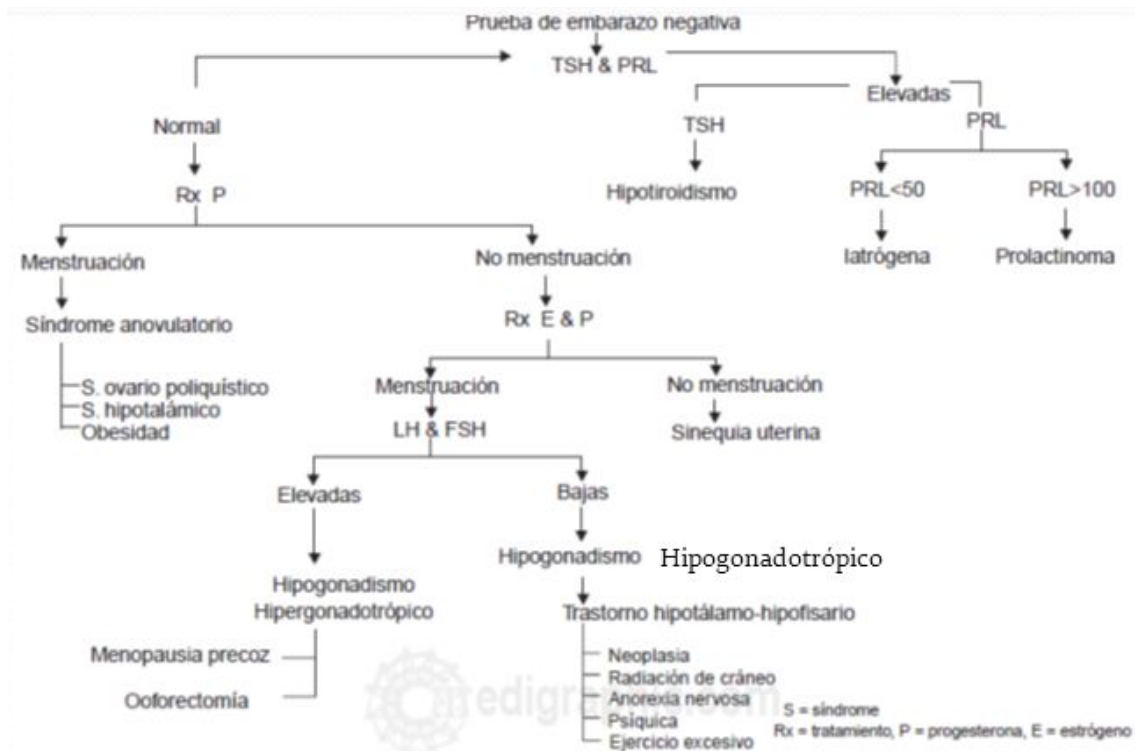 Prueba de embarazo negativa
TSH & PRL
Elevadas
Normal
TSH
PRL
Rx P
Hipotiroidismo
PRL<50
PRL>100
Menstruación
No menstruación
Iatrógena
Prolactinoma
Síndrome anovulatorio
Rx E & P
S. ovario poliquístico
S. hipotalámico
Obesidad
Menstruación
No menstruación
LH & FSH
Sinequia uterina
Elevadas
Bajas
Hipogonadismo Hipogonadotrópico
Hipogonadismo
Hipergonadotrópico
Trastorno hipotálamo-hipofisario
Menopausia precoz
Ooforectomía
Neoplasia
Radiación de cráneo
Anorexia nervosa
Psíquica
Ejercicio excesivo
S = síndrome
Rx = tratamiento, P = progesterona, E = estrógeno